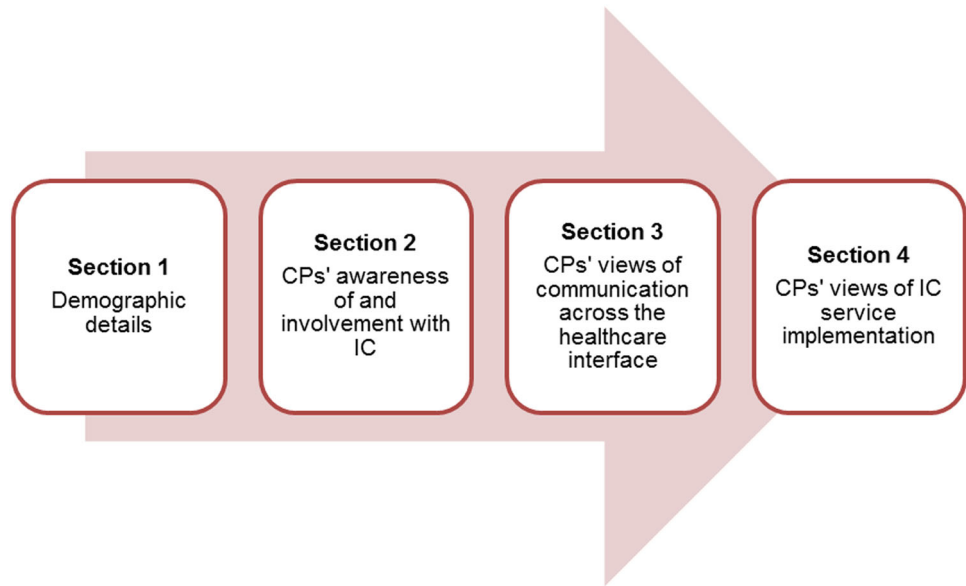 Section 1
Demographic
details
Section 2
CPs' awareness
of and
involvement with
IC
Section 3
CPs' views of
communication
across the
healthcare
interface
Section 4
CPs' views of IC
service
implementation